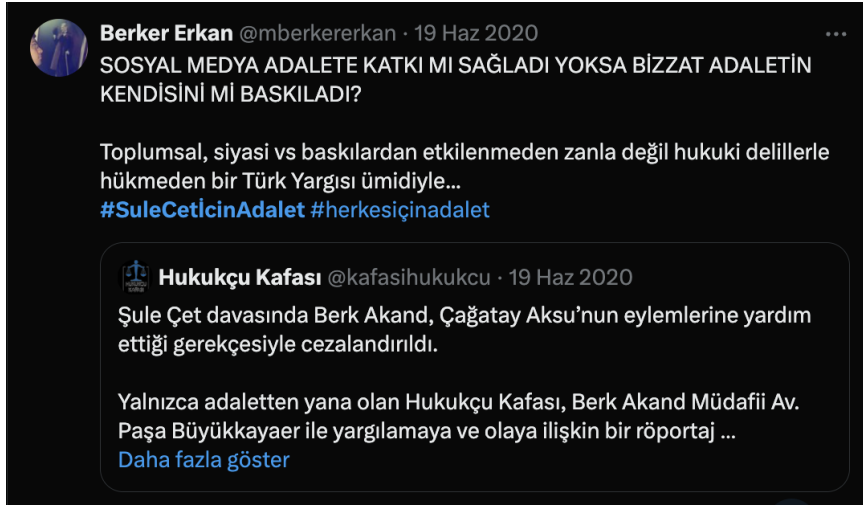 Berker Erkan @mberkererkan · 19 Haz 2020
SOSYAL MEDYA ADALETE KATKI MI SAĞLADI YOKSA BİZZAT ADALETİN
KENDİSİNİ Mİ BASKILADI?
Toplumsal, siyasi vs baskılardan etkilenmeden zanla değil hukuki delillerle
hükmeden bir Türk Yargısı ümidiyle...
#SuleCetİcinAdalet #herkesiçinadalet
Hukukçu Kafası @kafasihukukcu · 19 Haz 2020
Şule Çet davasında Berk Akand, Çağatay Aksu’nun eylemlerine yardım
ettiği gerekçesiyle cezalandırıldı.
Yalnızca adaletten yana olan Hukukçu Kafası, Berk Akand Müdafii Av.
Paşa Büyükkayaer ile yargılamaya ve olaya ilişkin bir röportaj ...
Daha fazla göster